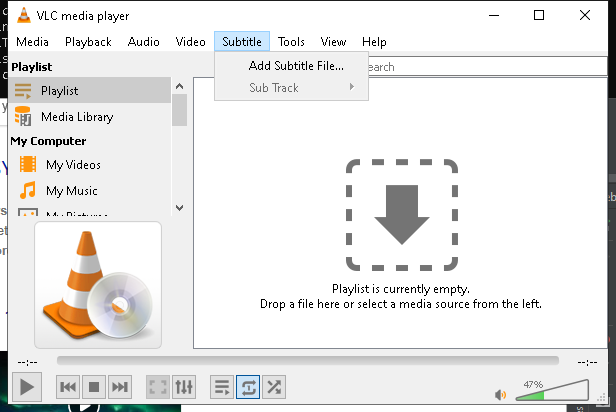 VLC media player
Media Playback Audio Video Subtitle Tools View Help
Playlist
Add Subtitle File...
earch
Playlist
Sub Track
Media Library
My Computer
My Videos
My Music
My Pictures
Playlist is currently empty.
Drop a file here or select a media source from the left.
--:-- --:--
47%